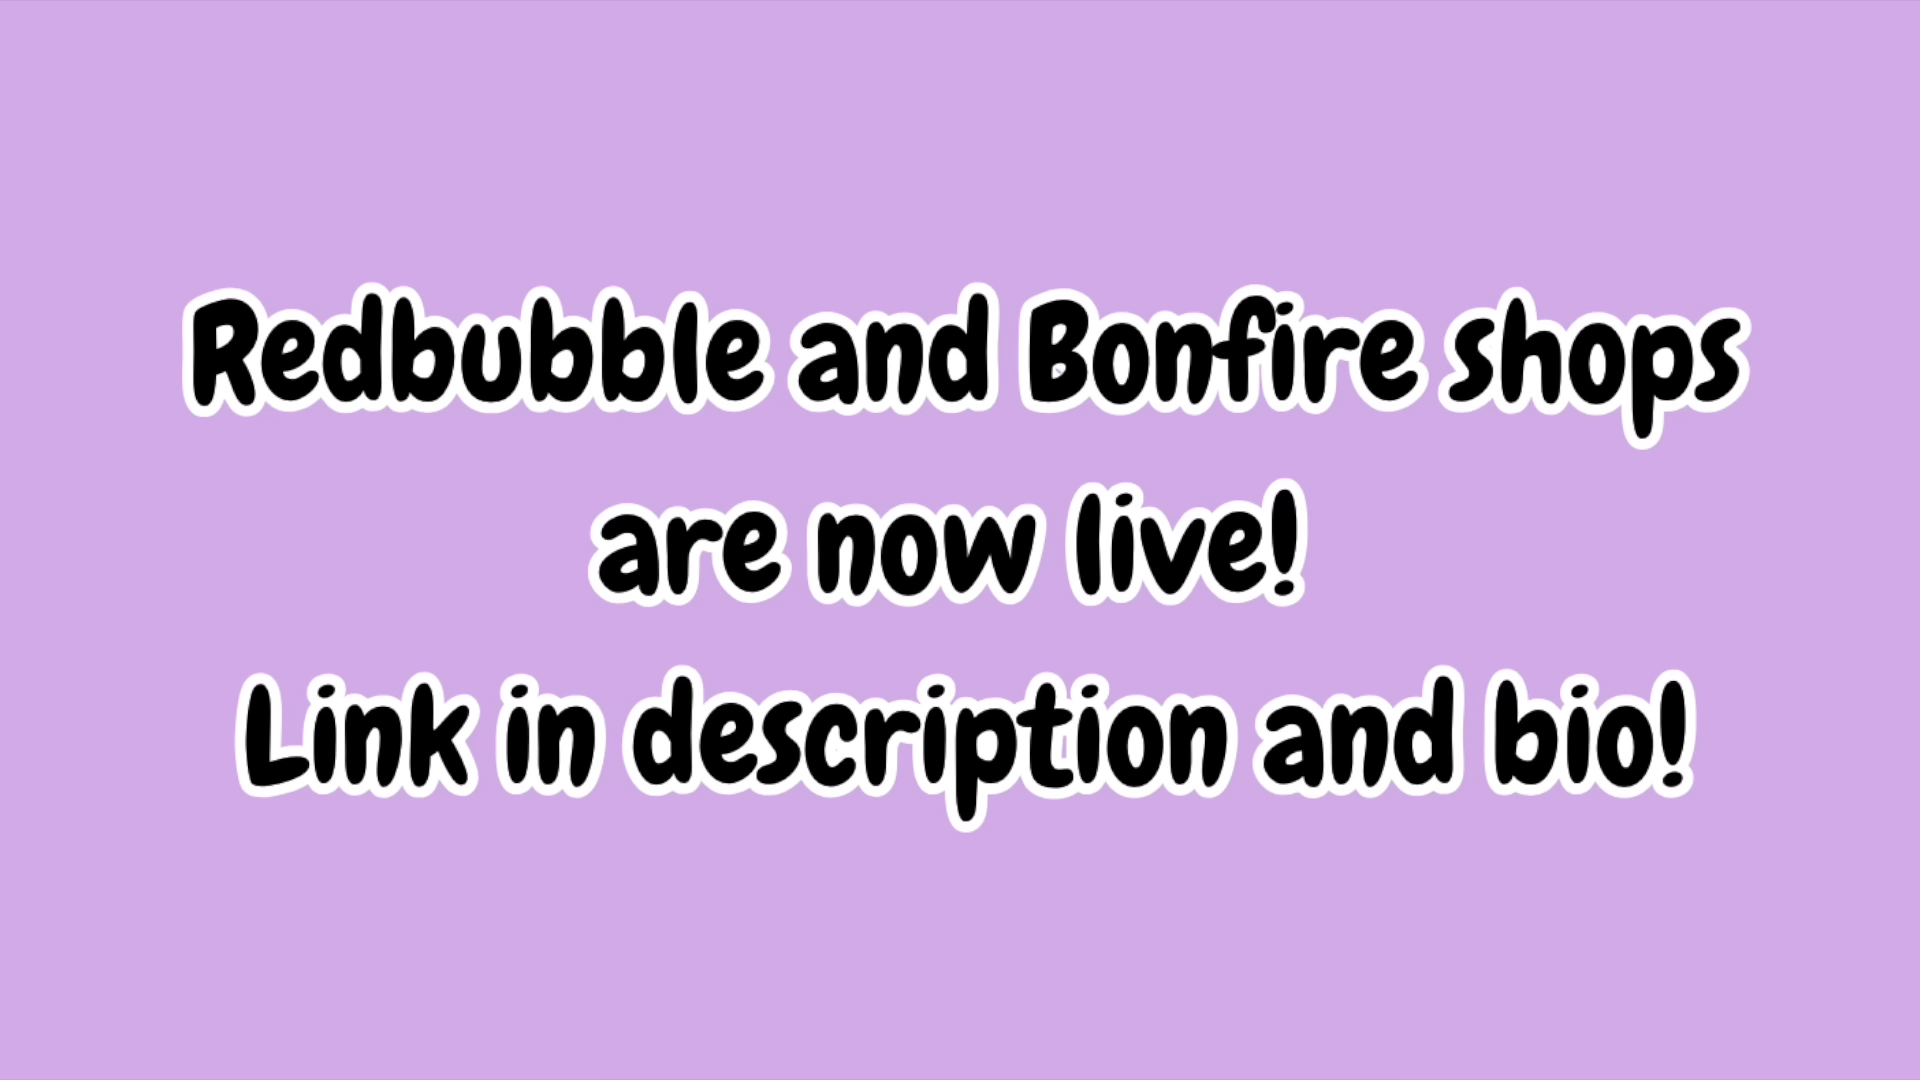 Redbubble and Bonfire shops
are now live!
Link in description and bio!